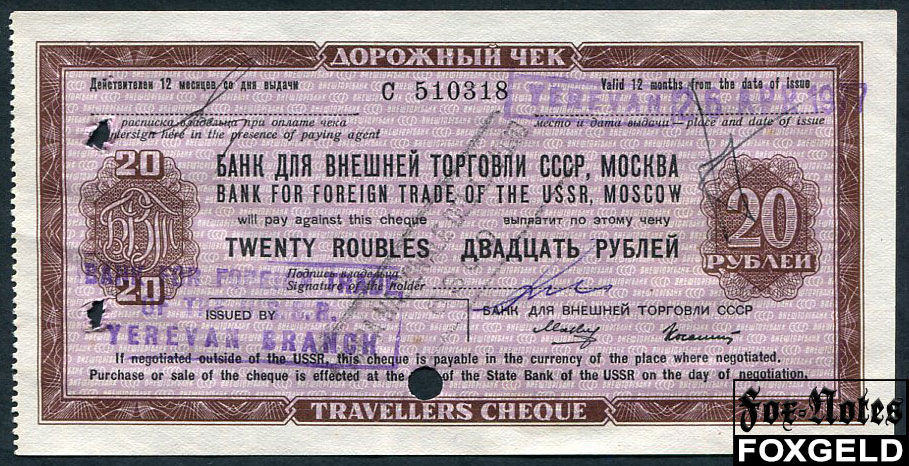 ДОРОЖНЫЙ ЧЕК
Действителен 12 месяцев со дня выдачи
С 510318
Valid 12 months from the date of Issue
YEREVAN
расписка владельца при оплате чека
Countersign here in the presence of paying agent
место и дата выдачи – place and date of issue
20
БАНК ДЛЯ ВНЕШНЕЙ ТОРГОВЛИ СССР, МОСКВА
BANK FOR FOREIGN TRADE OF THE USSR, MOSCOW
БВТ
will pay against this cheque выплатит по этому чеку
20
РУБЛЕЙ
TWENTY ROUBLES ДВАДЦАТЬ РУБЛЕЙ
BANK FOR FOREIGN TRADE
Подпись владельца
Signature of the holder
20
ISSUED BY
БАНК ДЛЯ ВНЕШНЕЙ ТОРГОВЛИ СССР
YEREVAN BRANCH
If negotiated outside of the USSR, this cheque is payable in the currency of the place where negotiated.
Purchase or sale of the cheque is effected at the of the State Bank of the USSR on the day of negotiation.
TRAVELLERS CHEQUE
Fox-Notes
FOXGELD